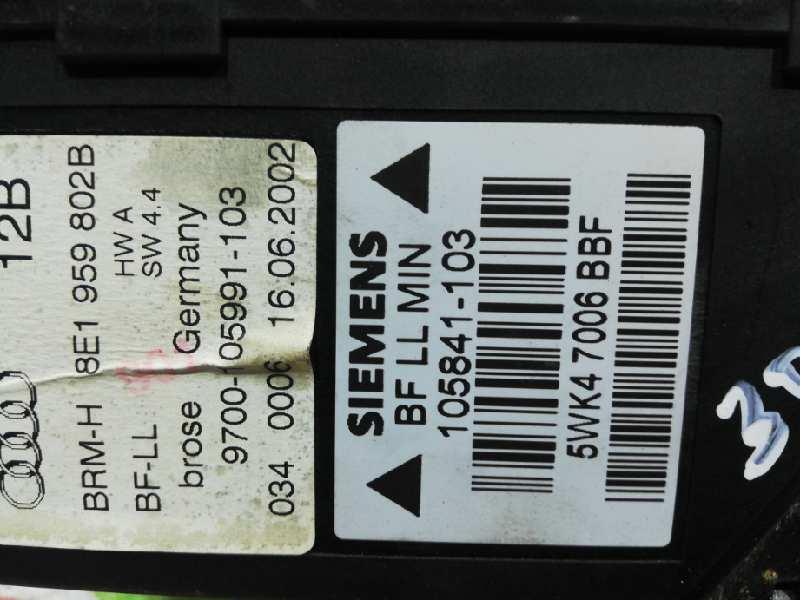 12B
BRM-H 8E1 959 802B
HW A
BF-LL SW 4.4
brose Germany
9700-105991-103
034 0006 16.06.2002
SIEMENS
BF LL MIN
105841-103
5WK4 7006 BBF